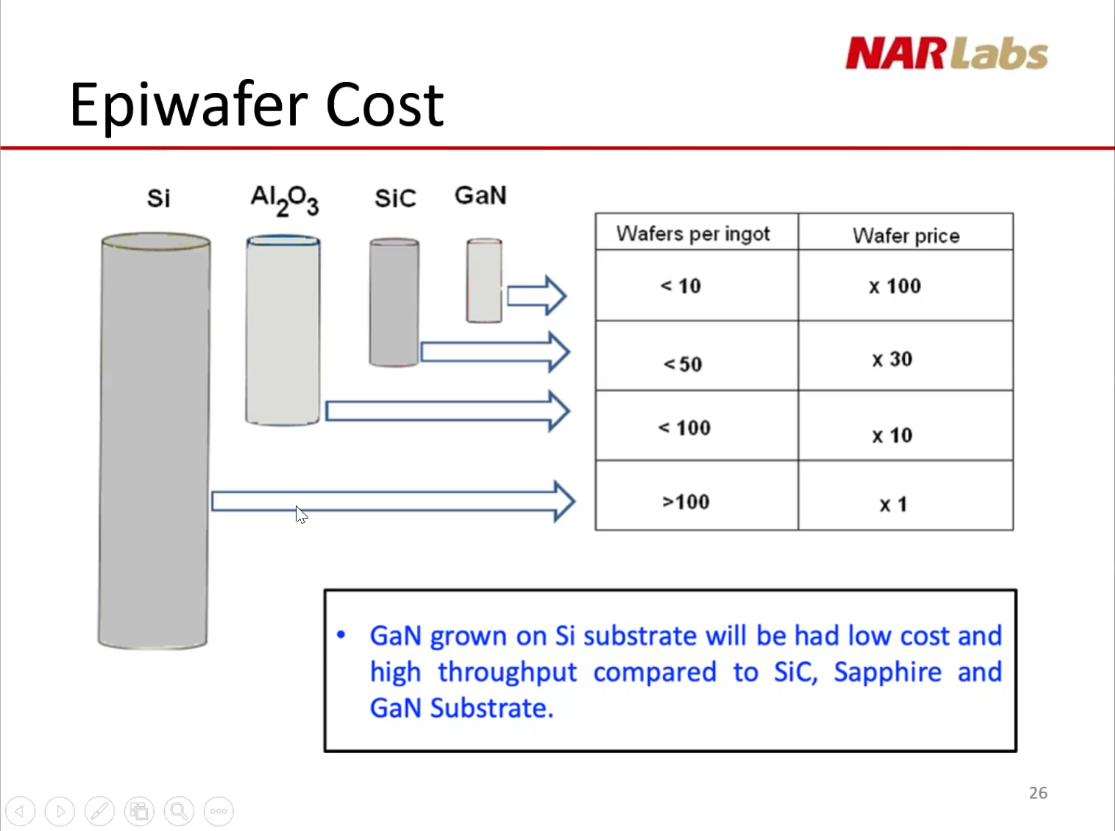 NARLabs
Epiwafer Cost
Si Al₂O₃ SiC GaN
Wafers per ingot Wafer price
< 10 x 100
< 50 x 30
< 100 x 10
>100 x 1
• GaN grown on Si substrate will be had low cost and
high throughput compared to SiC, Sapphire and
GaN Substrate.
26